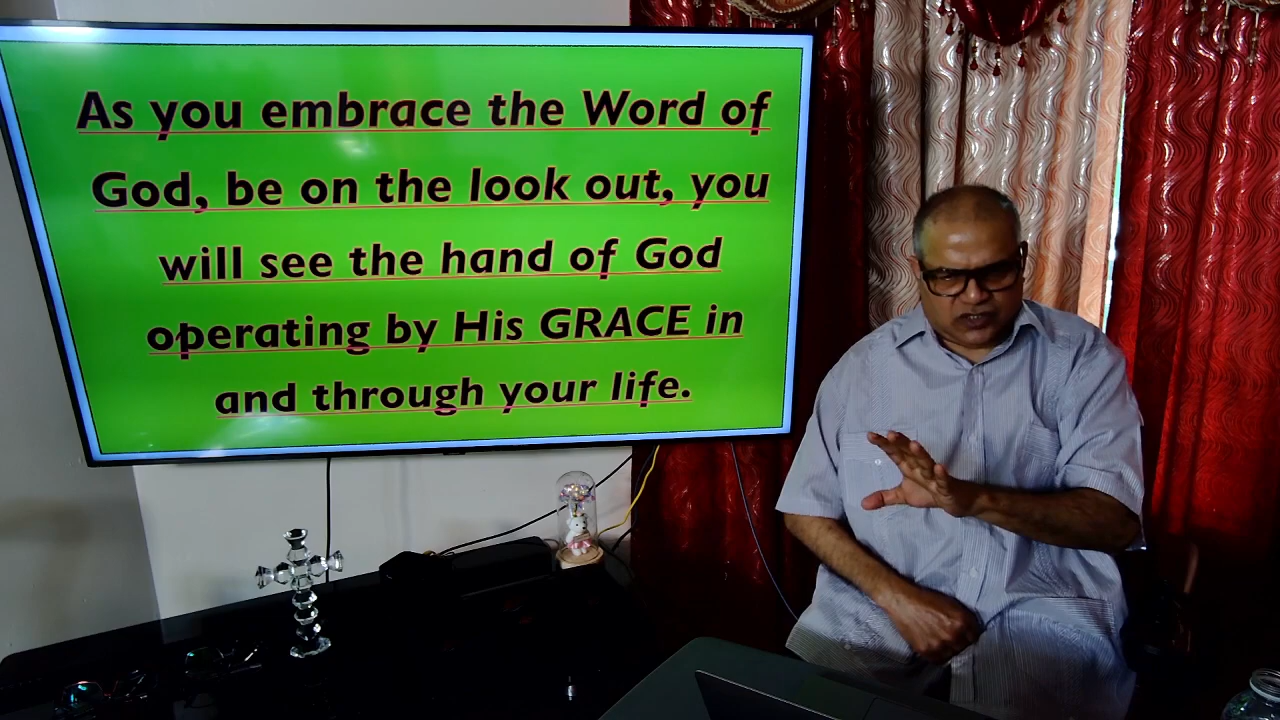 As you embrace the Word of
God, be on the look out, you
will see the hand of God
operating by His GRACE in
and through your life.